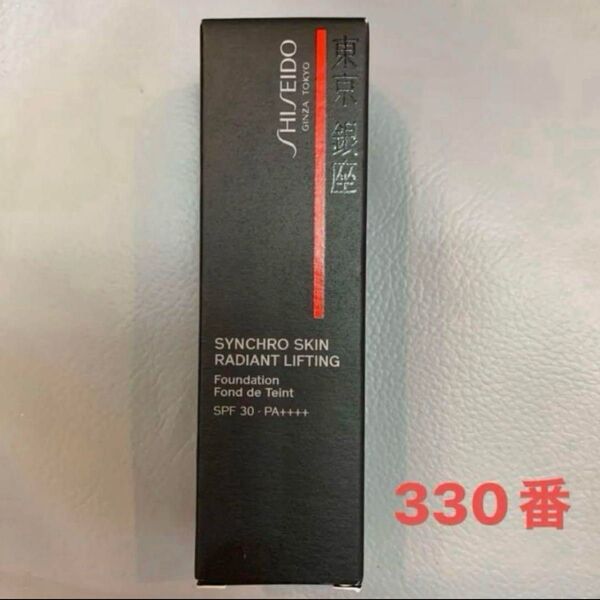 SHISEIDO
GINZA TOKYO
東京 銀座
SYNCHRO SKIN
RADIANT LIFTING
Foundation
Fond de Teint
SPF 30・PA++++
330番